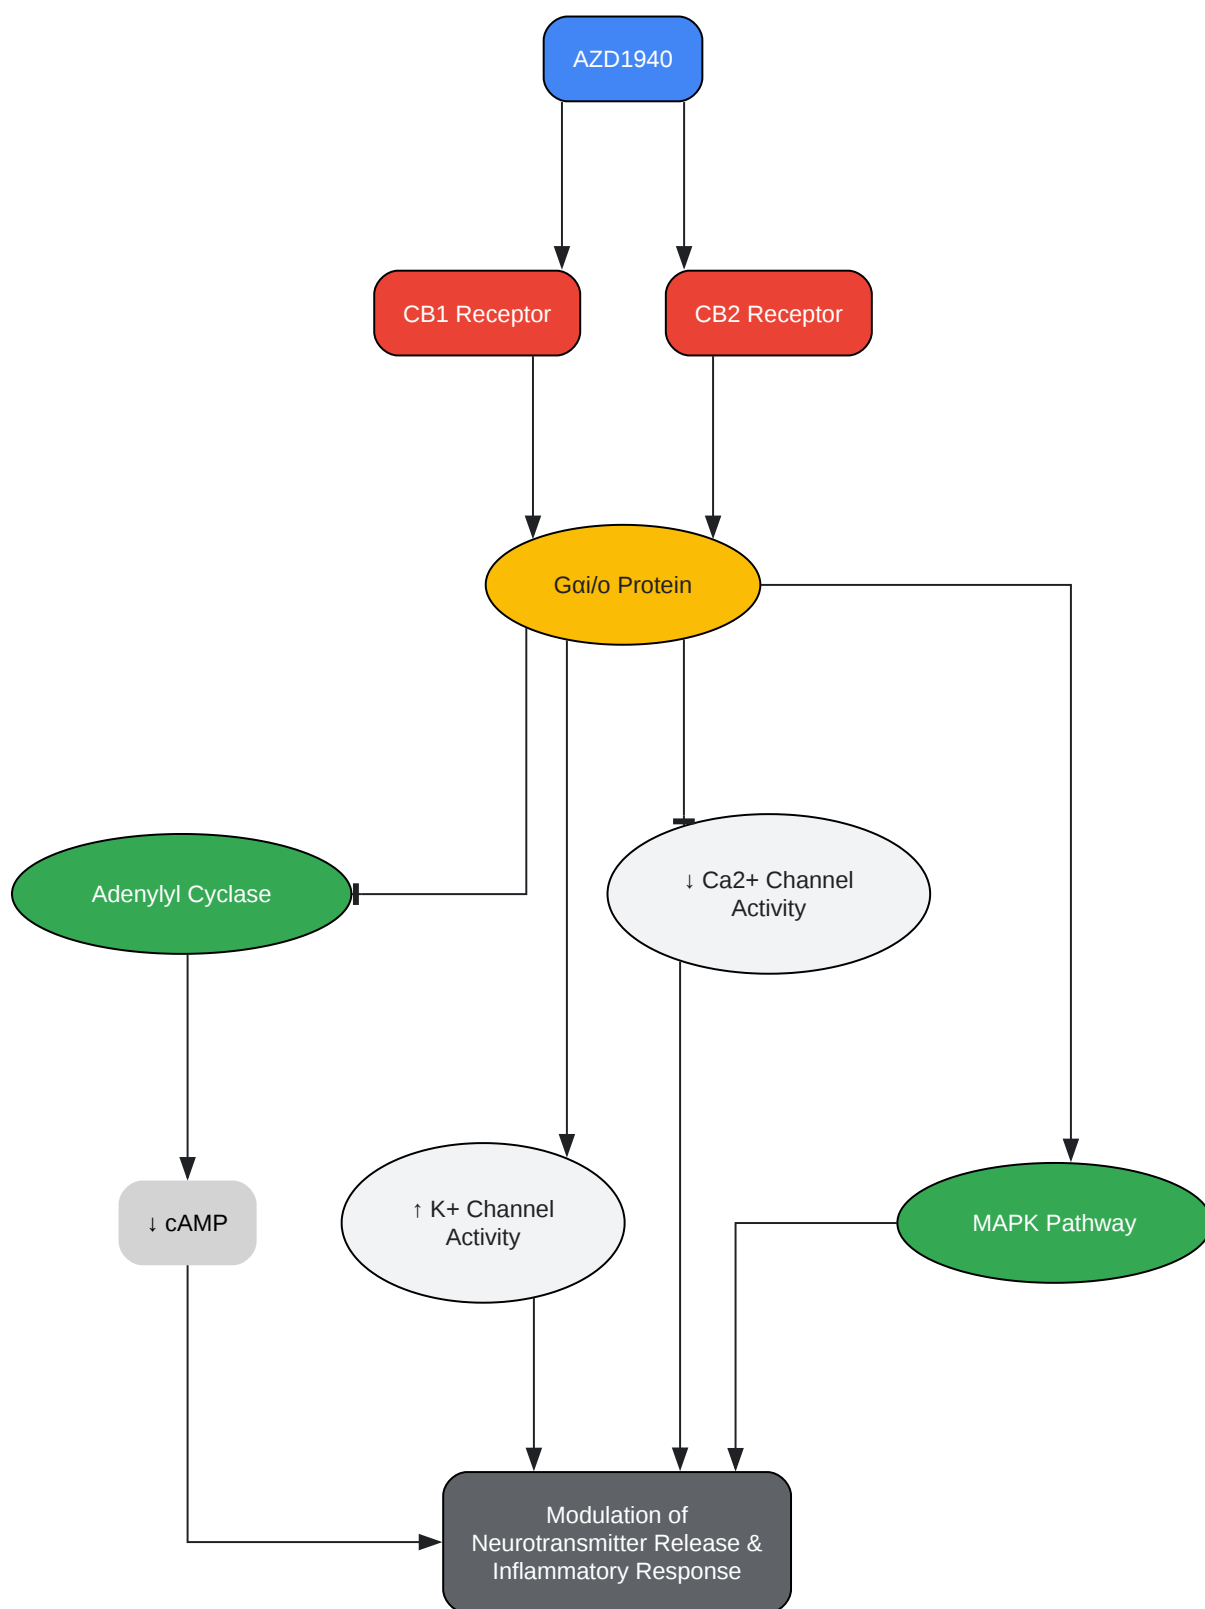 AZD1940
CB1 Receptor
CB2 Receptor
Gαi/o Protein
Adenylyl Cyclase
↓ Ca2+ Channel
Activity
↓ cAMP
↑ K+ Channel
Activity
MAPK Pathway
Modulation of
Neurotransmitter Release &
Inflammatory Response